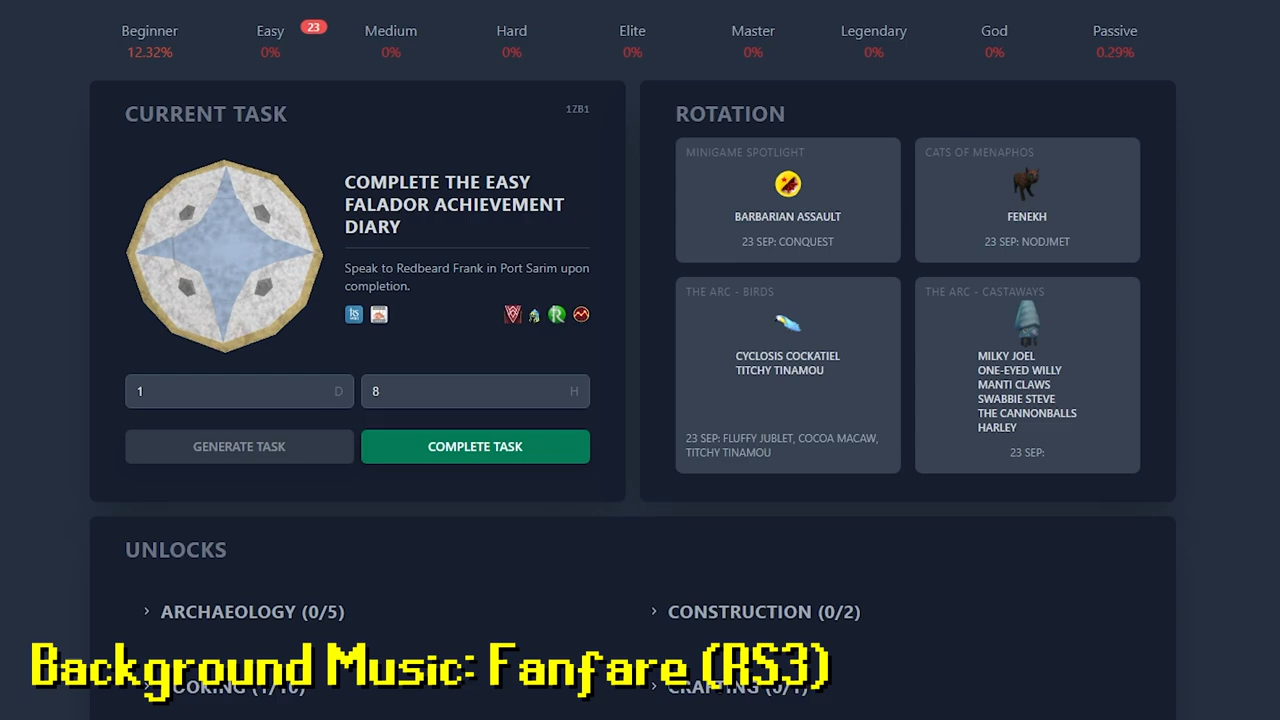 Beginner
12.32%
Easy
23
0%
Medium
0%
Hard
0%
Elite
0%
Master
0%
Legendary
0%
God
0%
Passive
0.29%
CURRENT TASK
1ZB1
COMPLETE THE EASY
FALADOR ACHIEVEMENT
DIARY
Speak to Redbeard Frank in Port Sarim upon
completion.
1
D
8
H
GENERATE TASK
COMPLETE TASK
ROTATION
MINIGAME SPOTLIGHT
BARBARIAN ASSAULT
23 SEP: CONQUEST
CATS OF MENAPHOS
FENEKH
23 SEP: NODJMET
THE ARC - BIRDS
CYCLOSIS COCKATIEL
TITCHY TINAMOU
23 SEP: FLUFFY JUBLET, COCOA MACAW,
TITCHY TINAMOU
THE ARC - CASTAWAYS
MILKY JOEL
ONE-EYED WILLY
MANTI CLAWS
SWABBIE STEVE
THE CANNONBALLS
HARLEY
23 SEP:
UNLOCKS
ARCHAEOLOGY (0/5)
CONSTRUCTION (0/2)
Background Music: Fanfare (RS3)